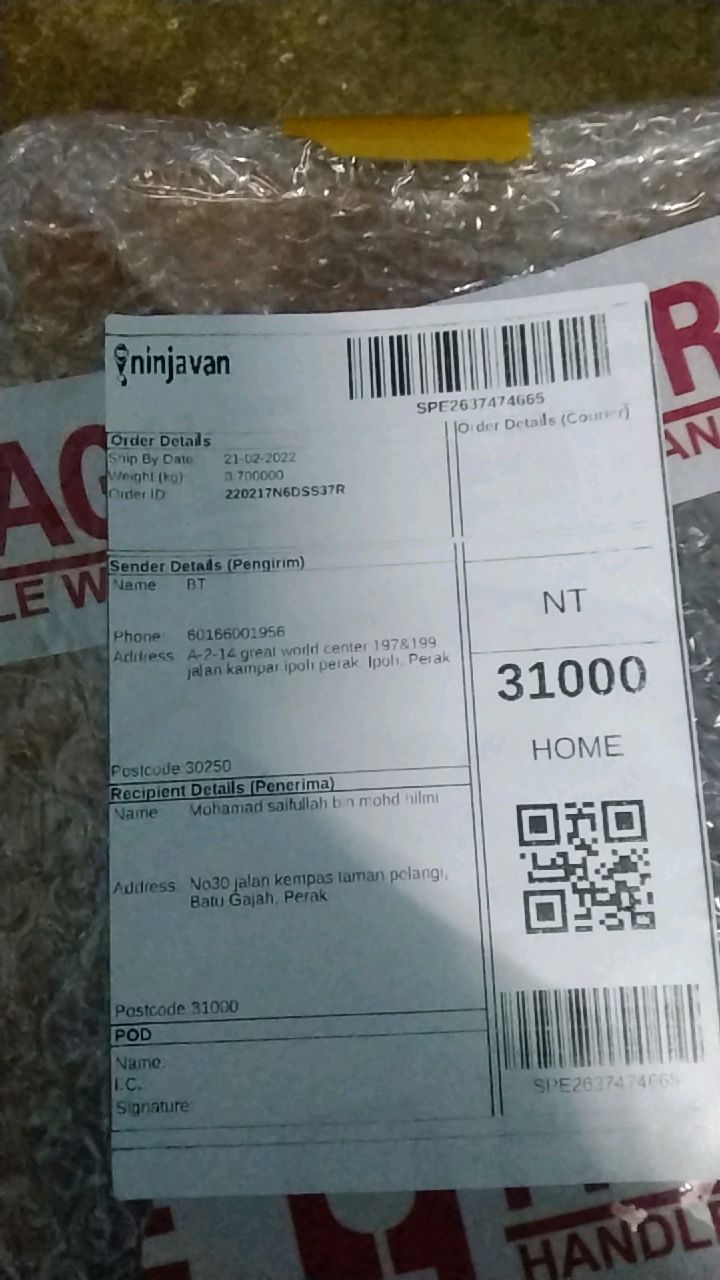 ninjavan
SPE2637474665
Order Details
Ship By Date: 21-02-2022
Weight (kg) 0.700000
Order ID: 220217N6DSS37R
Order Details (Courier)
Sender Details (Pengirim)
Name BT
Phone: 60166001956
Address: A-2-14 great world center 197&199
jalan kampar ipoh perak, Ipoh, Perak
Postcode 30250
NT
31000
HOME
Recipient Details (Penerima)
Name Mohamad saifullah bin mohd hilmi
Address: No30 jalan kempas taman pelangi,
Batu Gajah, Perak
Postcode 31000
POD
Name:
I.C.:
Signature:
SPE2637474665
HANDLE